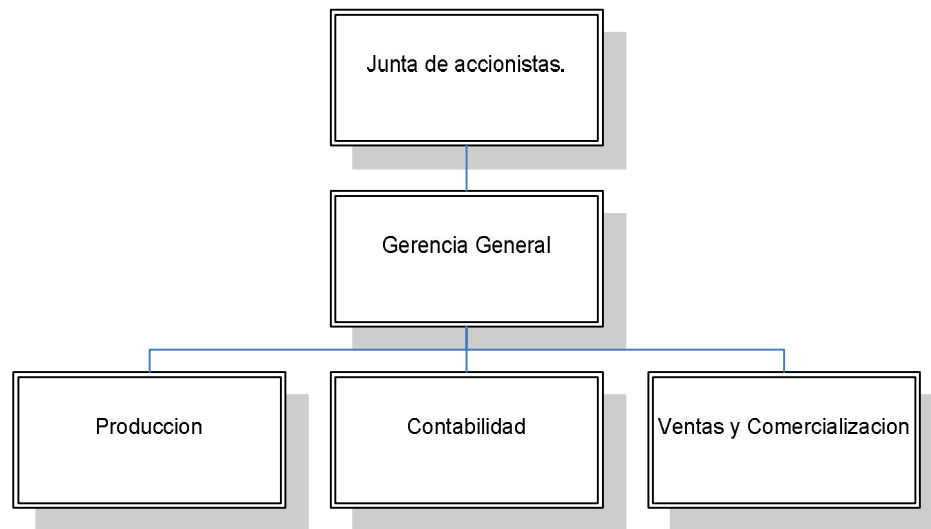 Junta de accionistas.
Gerencia General
Produccion
Contabilidad
Ventas y Comercializacion